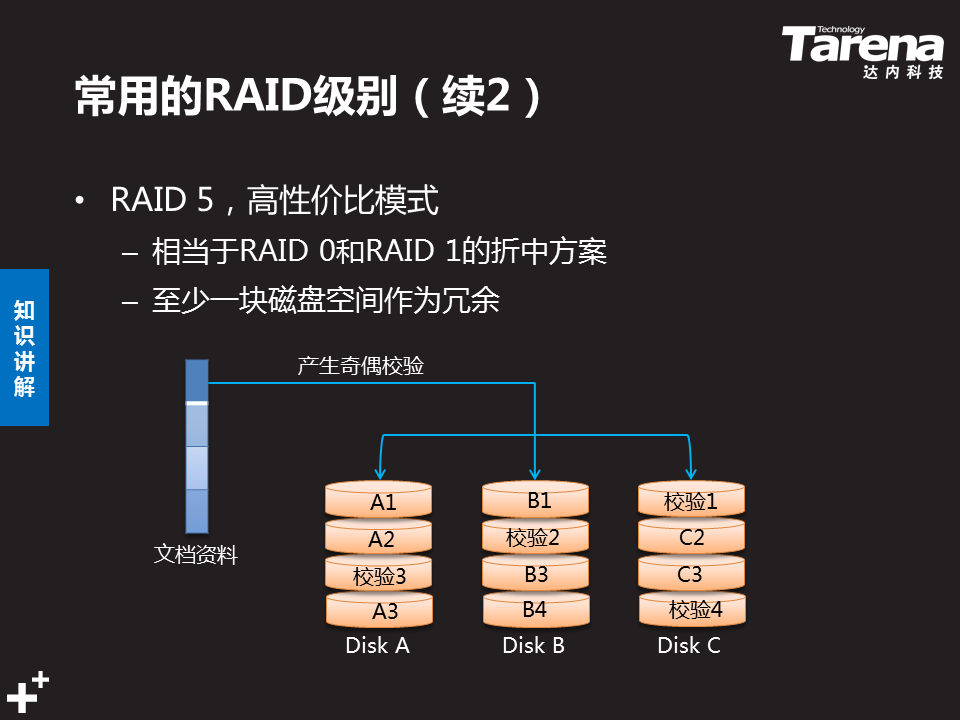 Technology
Tarena
达内科技
常用的RAID级别（续2）
• RAID 5，高性价比模式
– 相当于RAID 0和RAID 1的折中方案
– 至少一块磁盘空间作为冗余
知
识
讲
解
产生奇偶校验
A1 B1 校验1
A2 校验2 C2
校验3 B3 C3
A3 B4 校验4
文档资料
Disk A Disk B Disk C